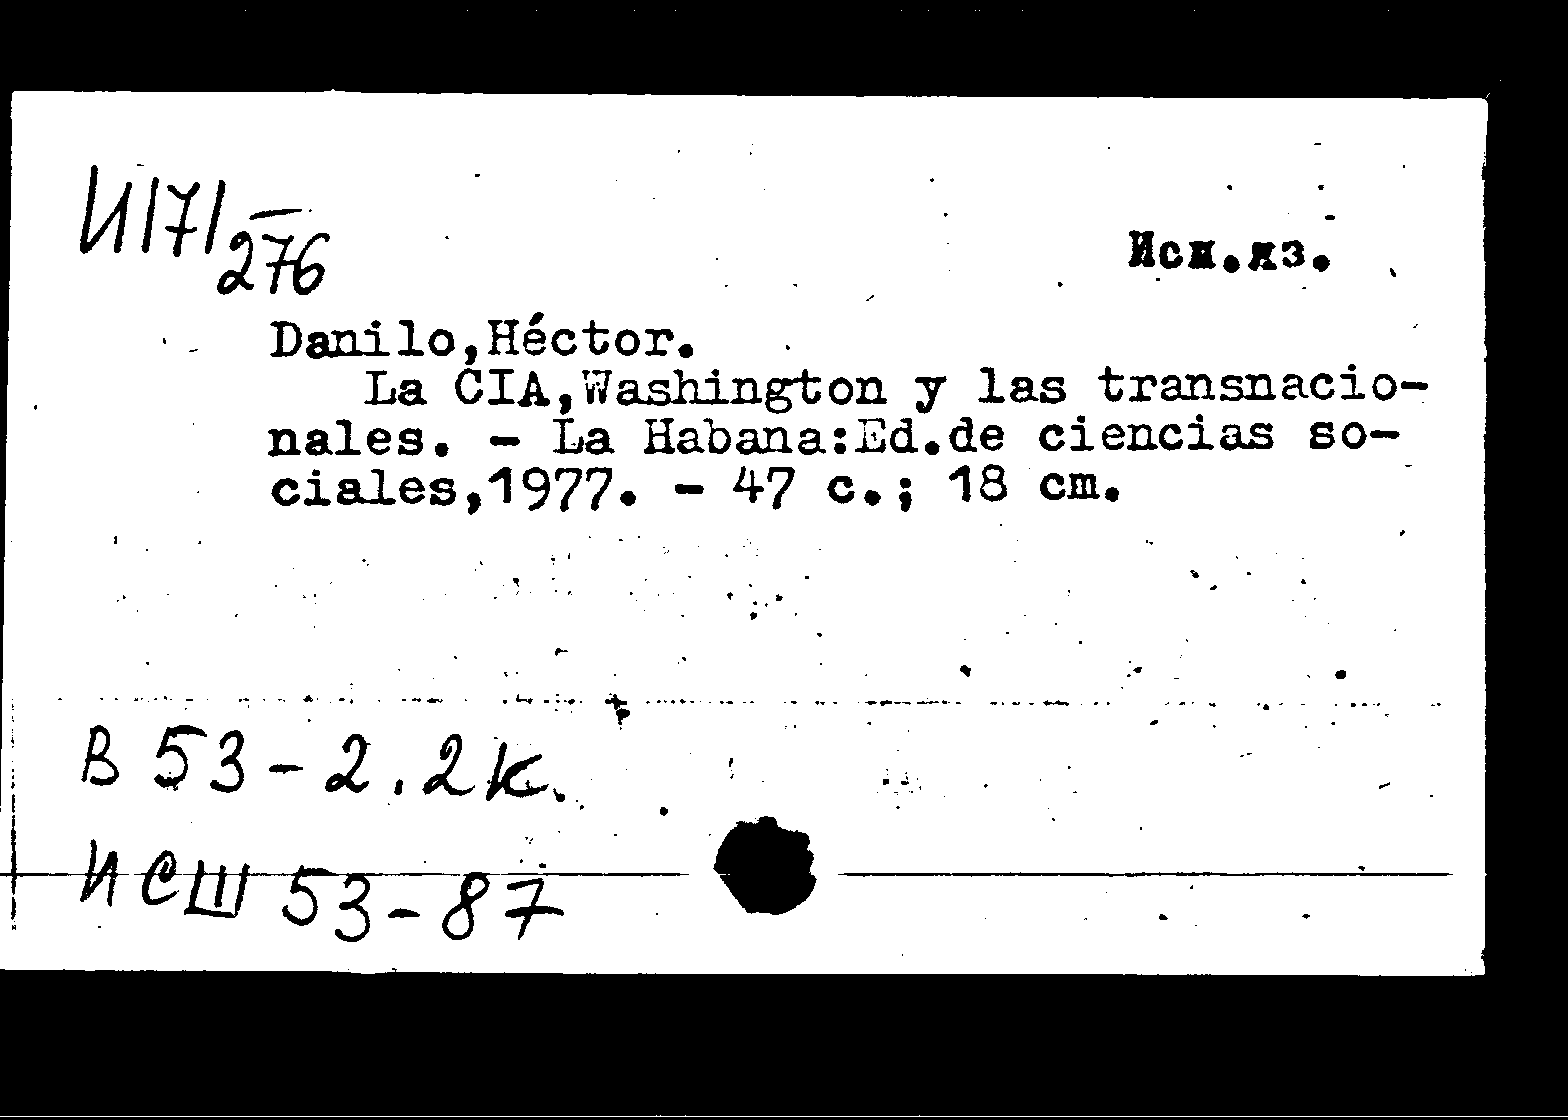 И171/276
Исп.яз.
Danilo,Héctor.
La CIA,Washington y las transnacio-
nales. - La Habana:Ed.de ciencias so-
ciales,1977. - 47 c.; 18 cm.
В 53-2.2к.
ИСШ 53-87